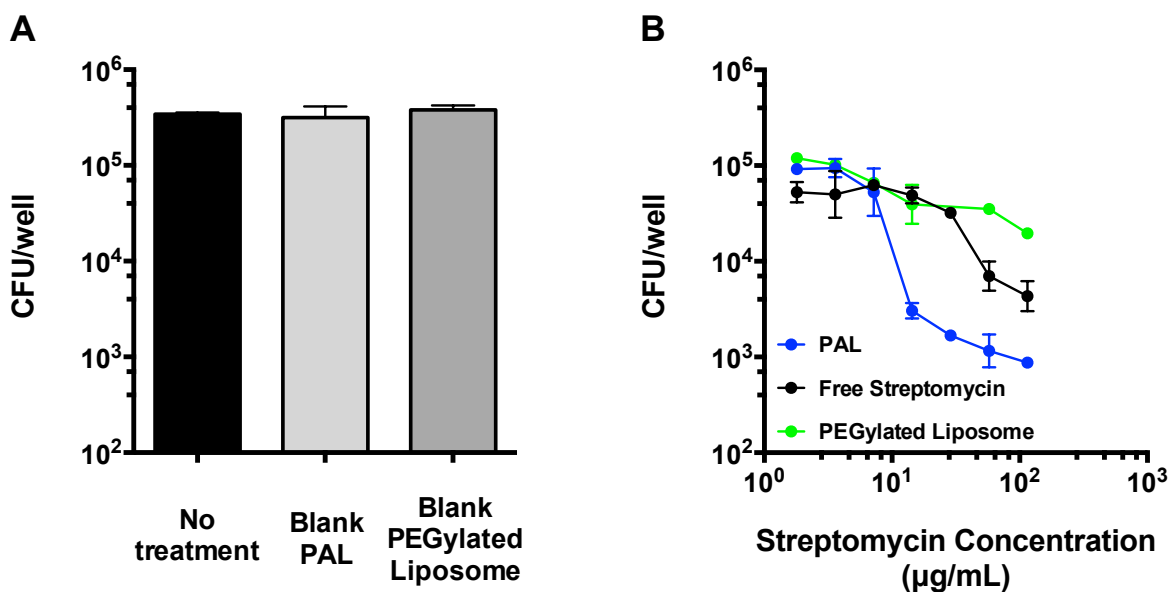 A
10⁶
10⁵
10⁴
10³
10²
CFU/well
No
treatment
Blank
PAL
Blank
PEGylated
Liposome
B
10⁶
10⁵
10⁴
10³
10²
CFU/well
PAL
Free Streptomycin
PEGylated Liposome
10⁰
10¹
10²
10³
Streptomycin Concentration
(µg/mL)